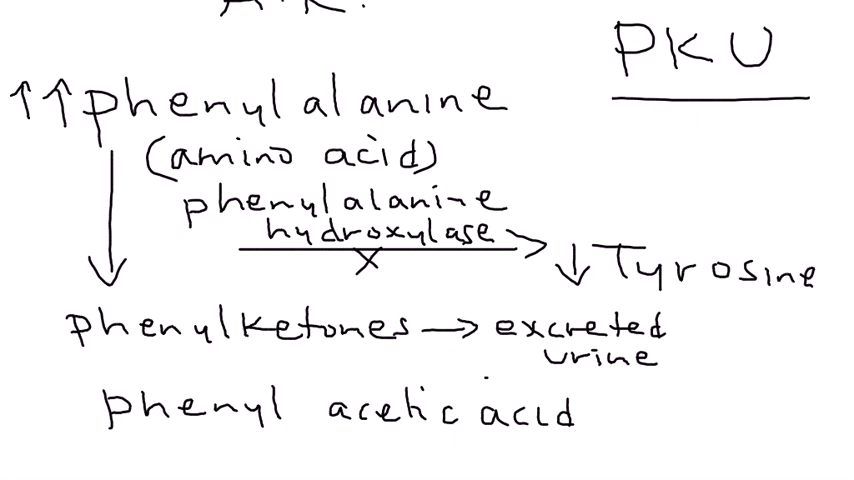 A.R.
PKU
↑↑phenylalanine
(amino acid)
phenylalanine
hydroxylase
X
↓ Tyrosine
phenylketones → excreted
urine
phenyl acetic acid